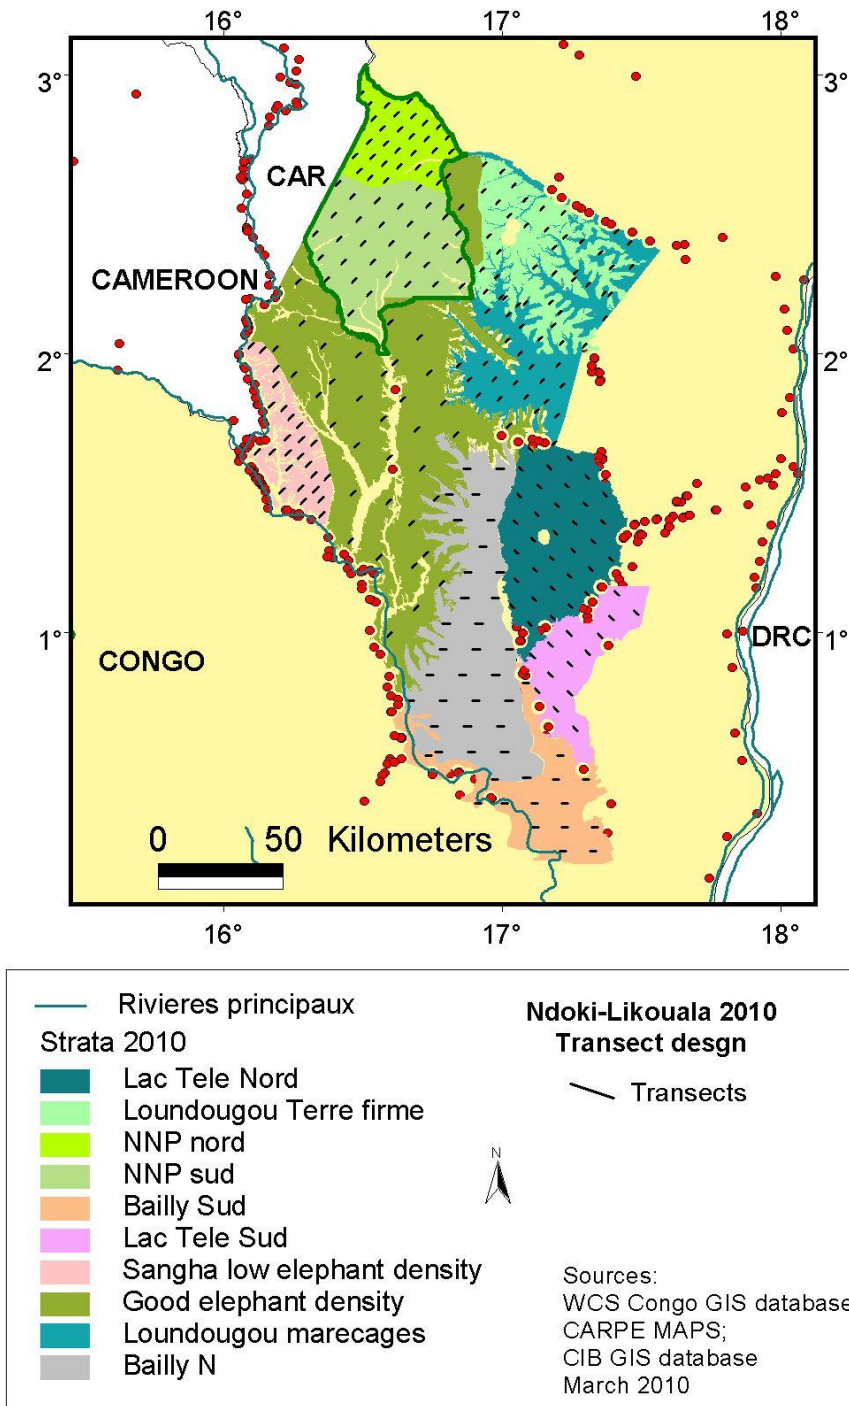 16° 17° 18°
3° 3°
CAR
CAMEROON
2° 2°
1° 1°
CONGO
DRC
0 50 Kilometers
16° 17° 18°
Rivieres principaux
Strata 2010
Lac Tele Nord
Loundougou Terre firme
NNP nord
NNP sud
Bailly Sud
Lac Tele Sud
Sangha low elephant density
Good elephant density
Loundougou marecages
Bailly N
Ndoki-Likouala 2010
Transect desgn
Transects
N
Sources:
WCS Congo GIS database
CARPE MAPS;
CIB GIS database
March 2010